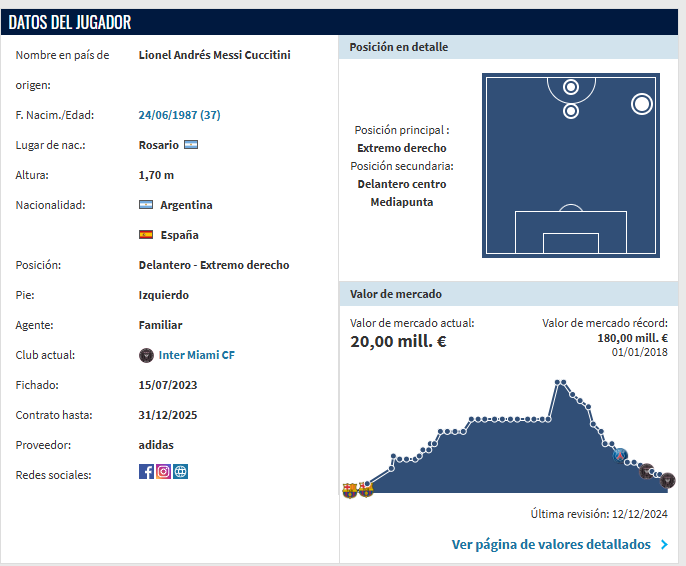 DATOS DEL JUGADOR
Nombre en país de origen:
Lionel Andrés Messi Cuccitini
F. Nacim./Edad: 24/06/1987 (37)
Lugar de nac.: Rosario
Altura: 1,70 m
Nacionalidad: Argentina
España
Posición: Delantero - Extremo derecho
Pie: Izquierdo
Agente: Familiar
Club actual: Inter Miami CF
Fichado: 15/07/2023
Contrato hasta: 31/12/2025
Proveedor: adidas
Redes sociales:
Posición en detalle
Posición principal :
Extremo derecho
Posición secundaria:
Delantero centro
Mediapunta
Valor de mercado
Valor de mercado actual:
20,00 mill. €
Valor de mercado récord:
180,00 mill. €
01/01/2018
Última revisión: 12/12/2024
Ver página de valores detallados